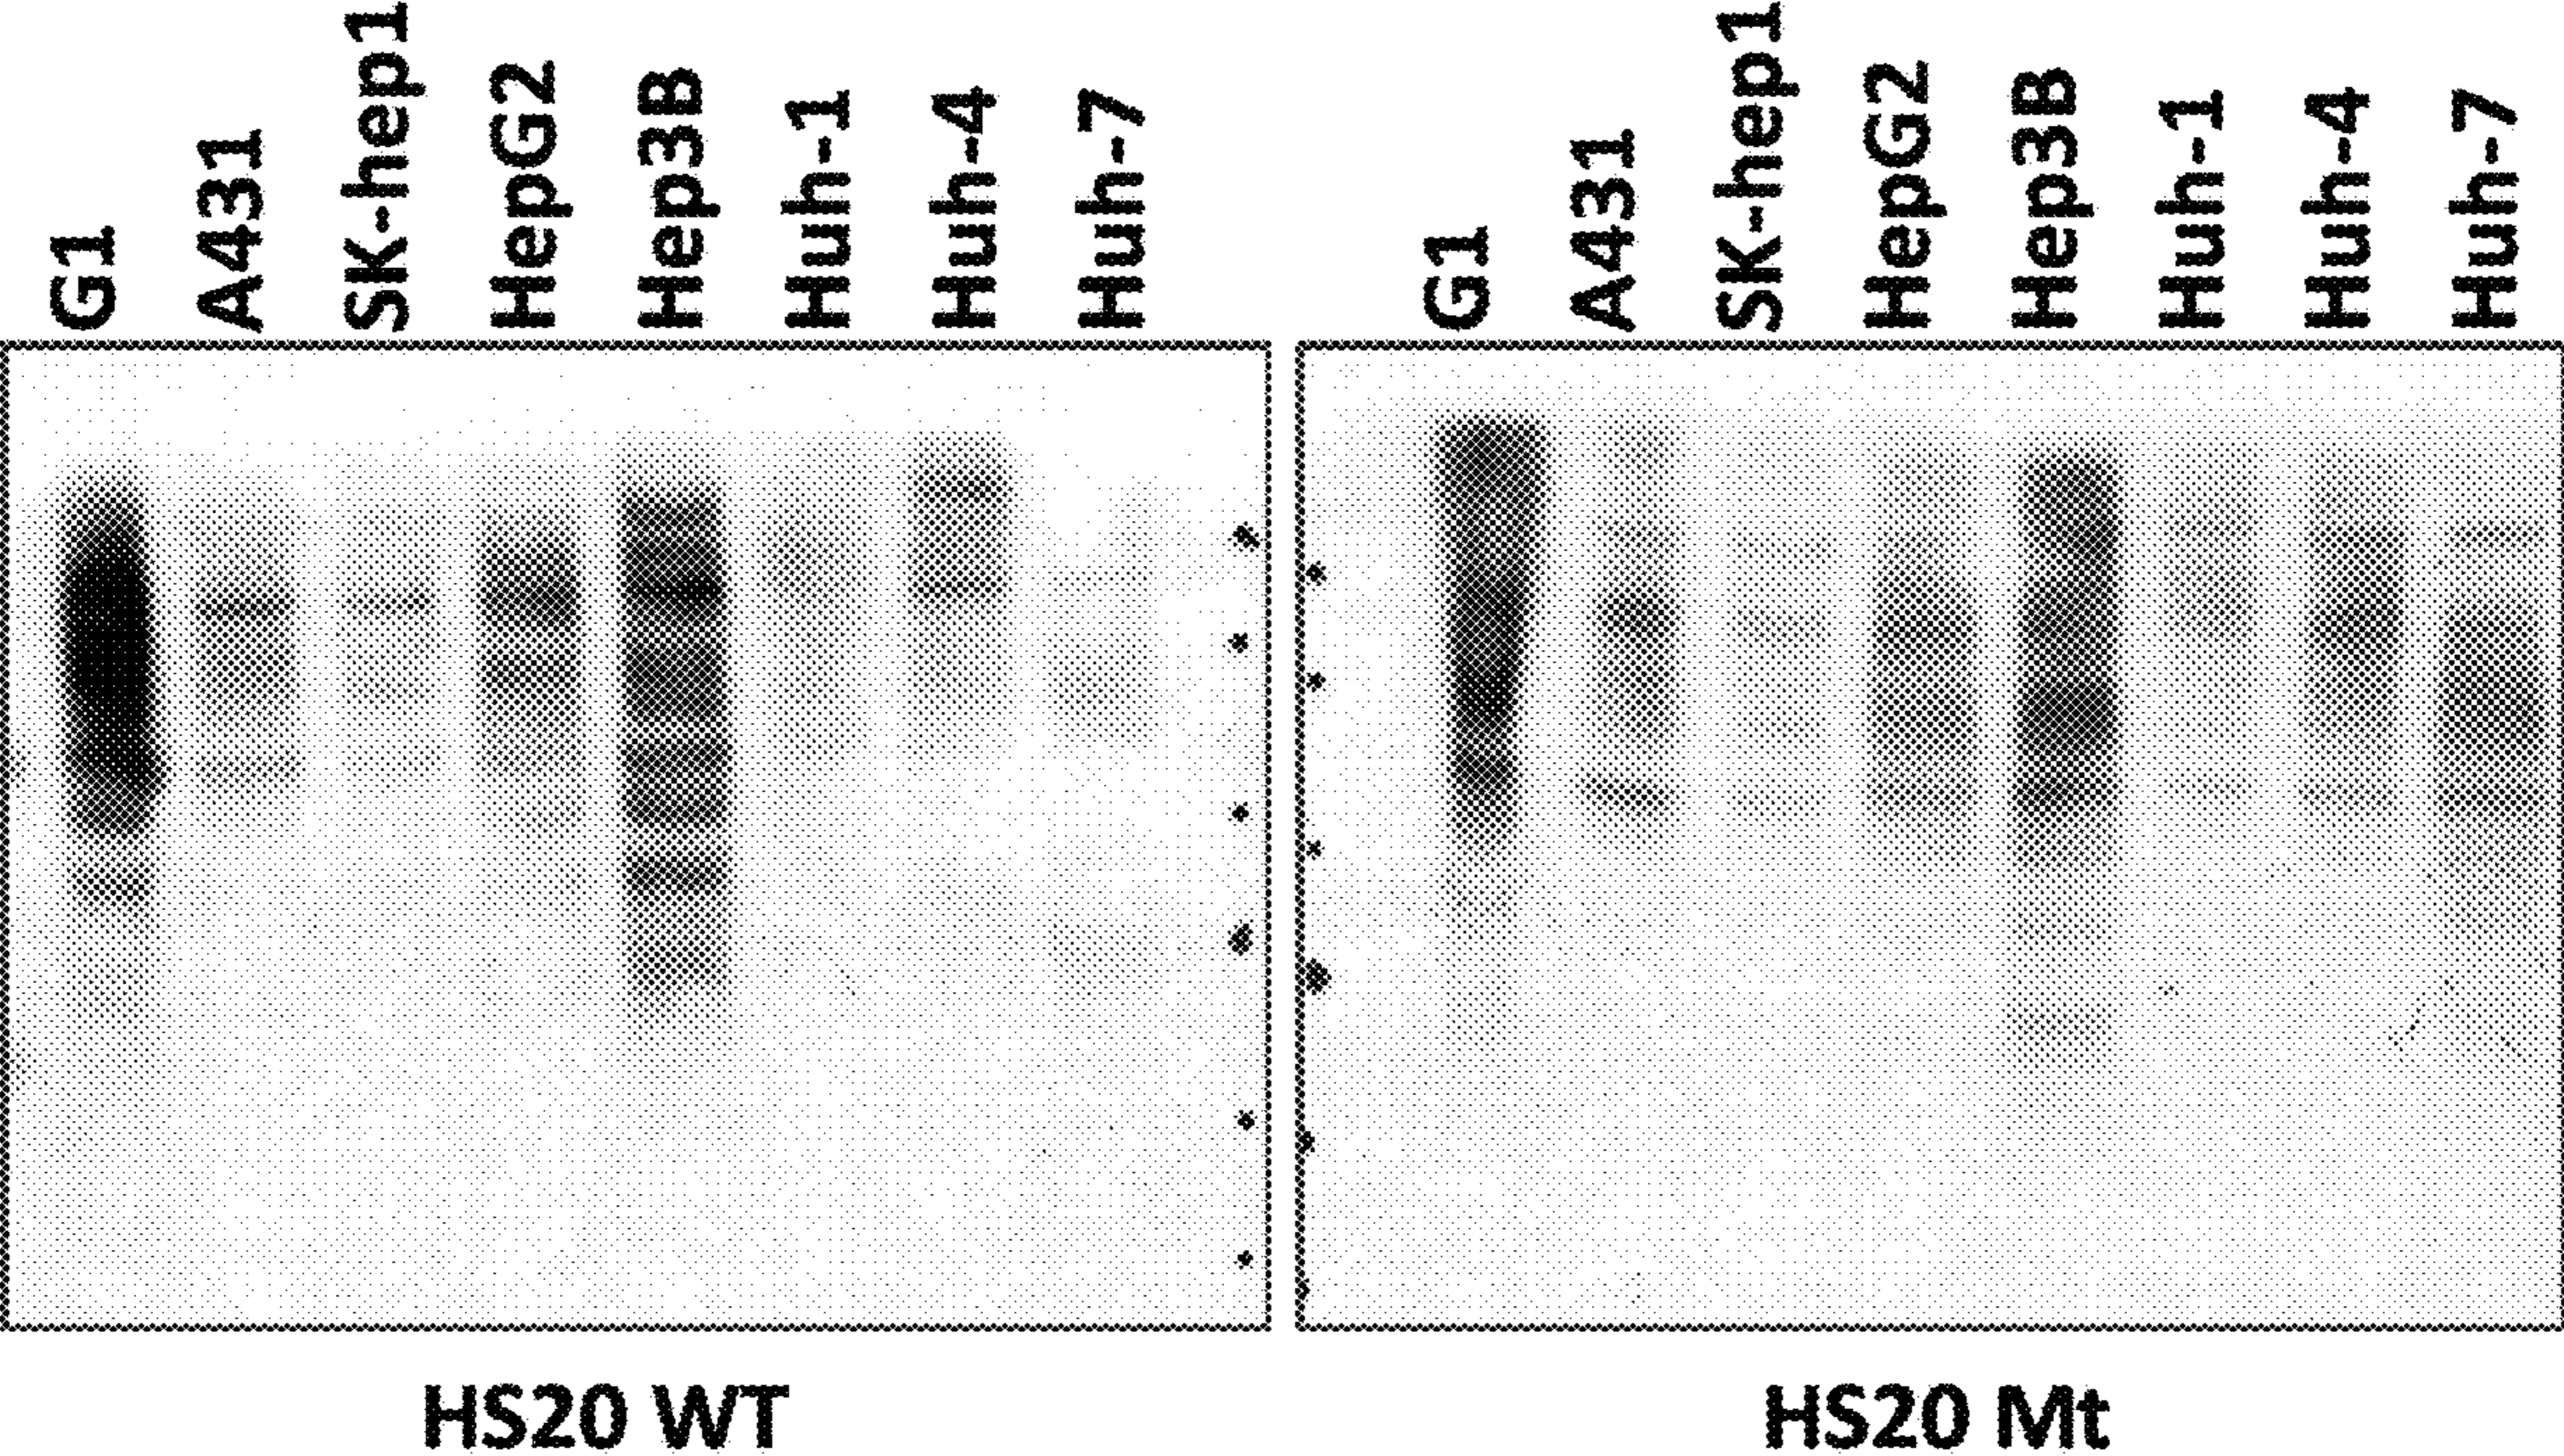 G1 A431 SK-hep1 HepG2 Hep3B Huh-1 Huh-4 Huh-7
G1 A431 SK-hep1 HepG2 Hep3B Huh-1 Huh-4 Huh-7
HS20 WT
HS20 Mt